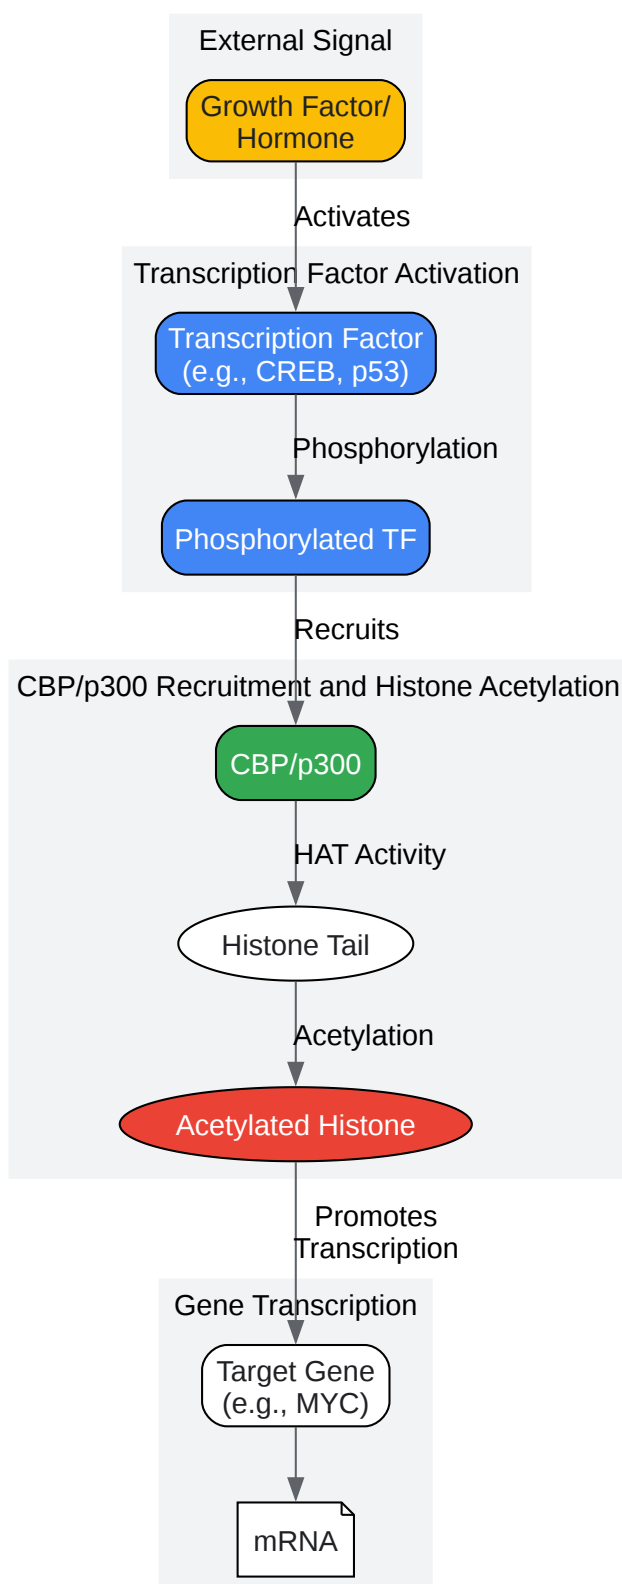 External Signal
Growth Factor/
Hormone
Activates
Transcription Factor Activation
Transcription Factor
(e.g., CREB, p53)
Phosphorylation
Phosphorylated TF
Recruits
CBP/p300 Recruitment and Histone Acetylation
CBP/p300
HAT Activity
Histone Tail
Acetylation
Acetylated Histone
Promotes
Transcription
Gene Transcription
Target Gene
(e.g., MYC)
mRNA